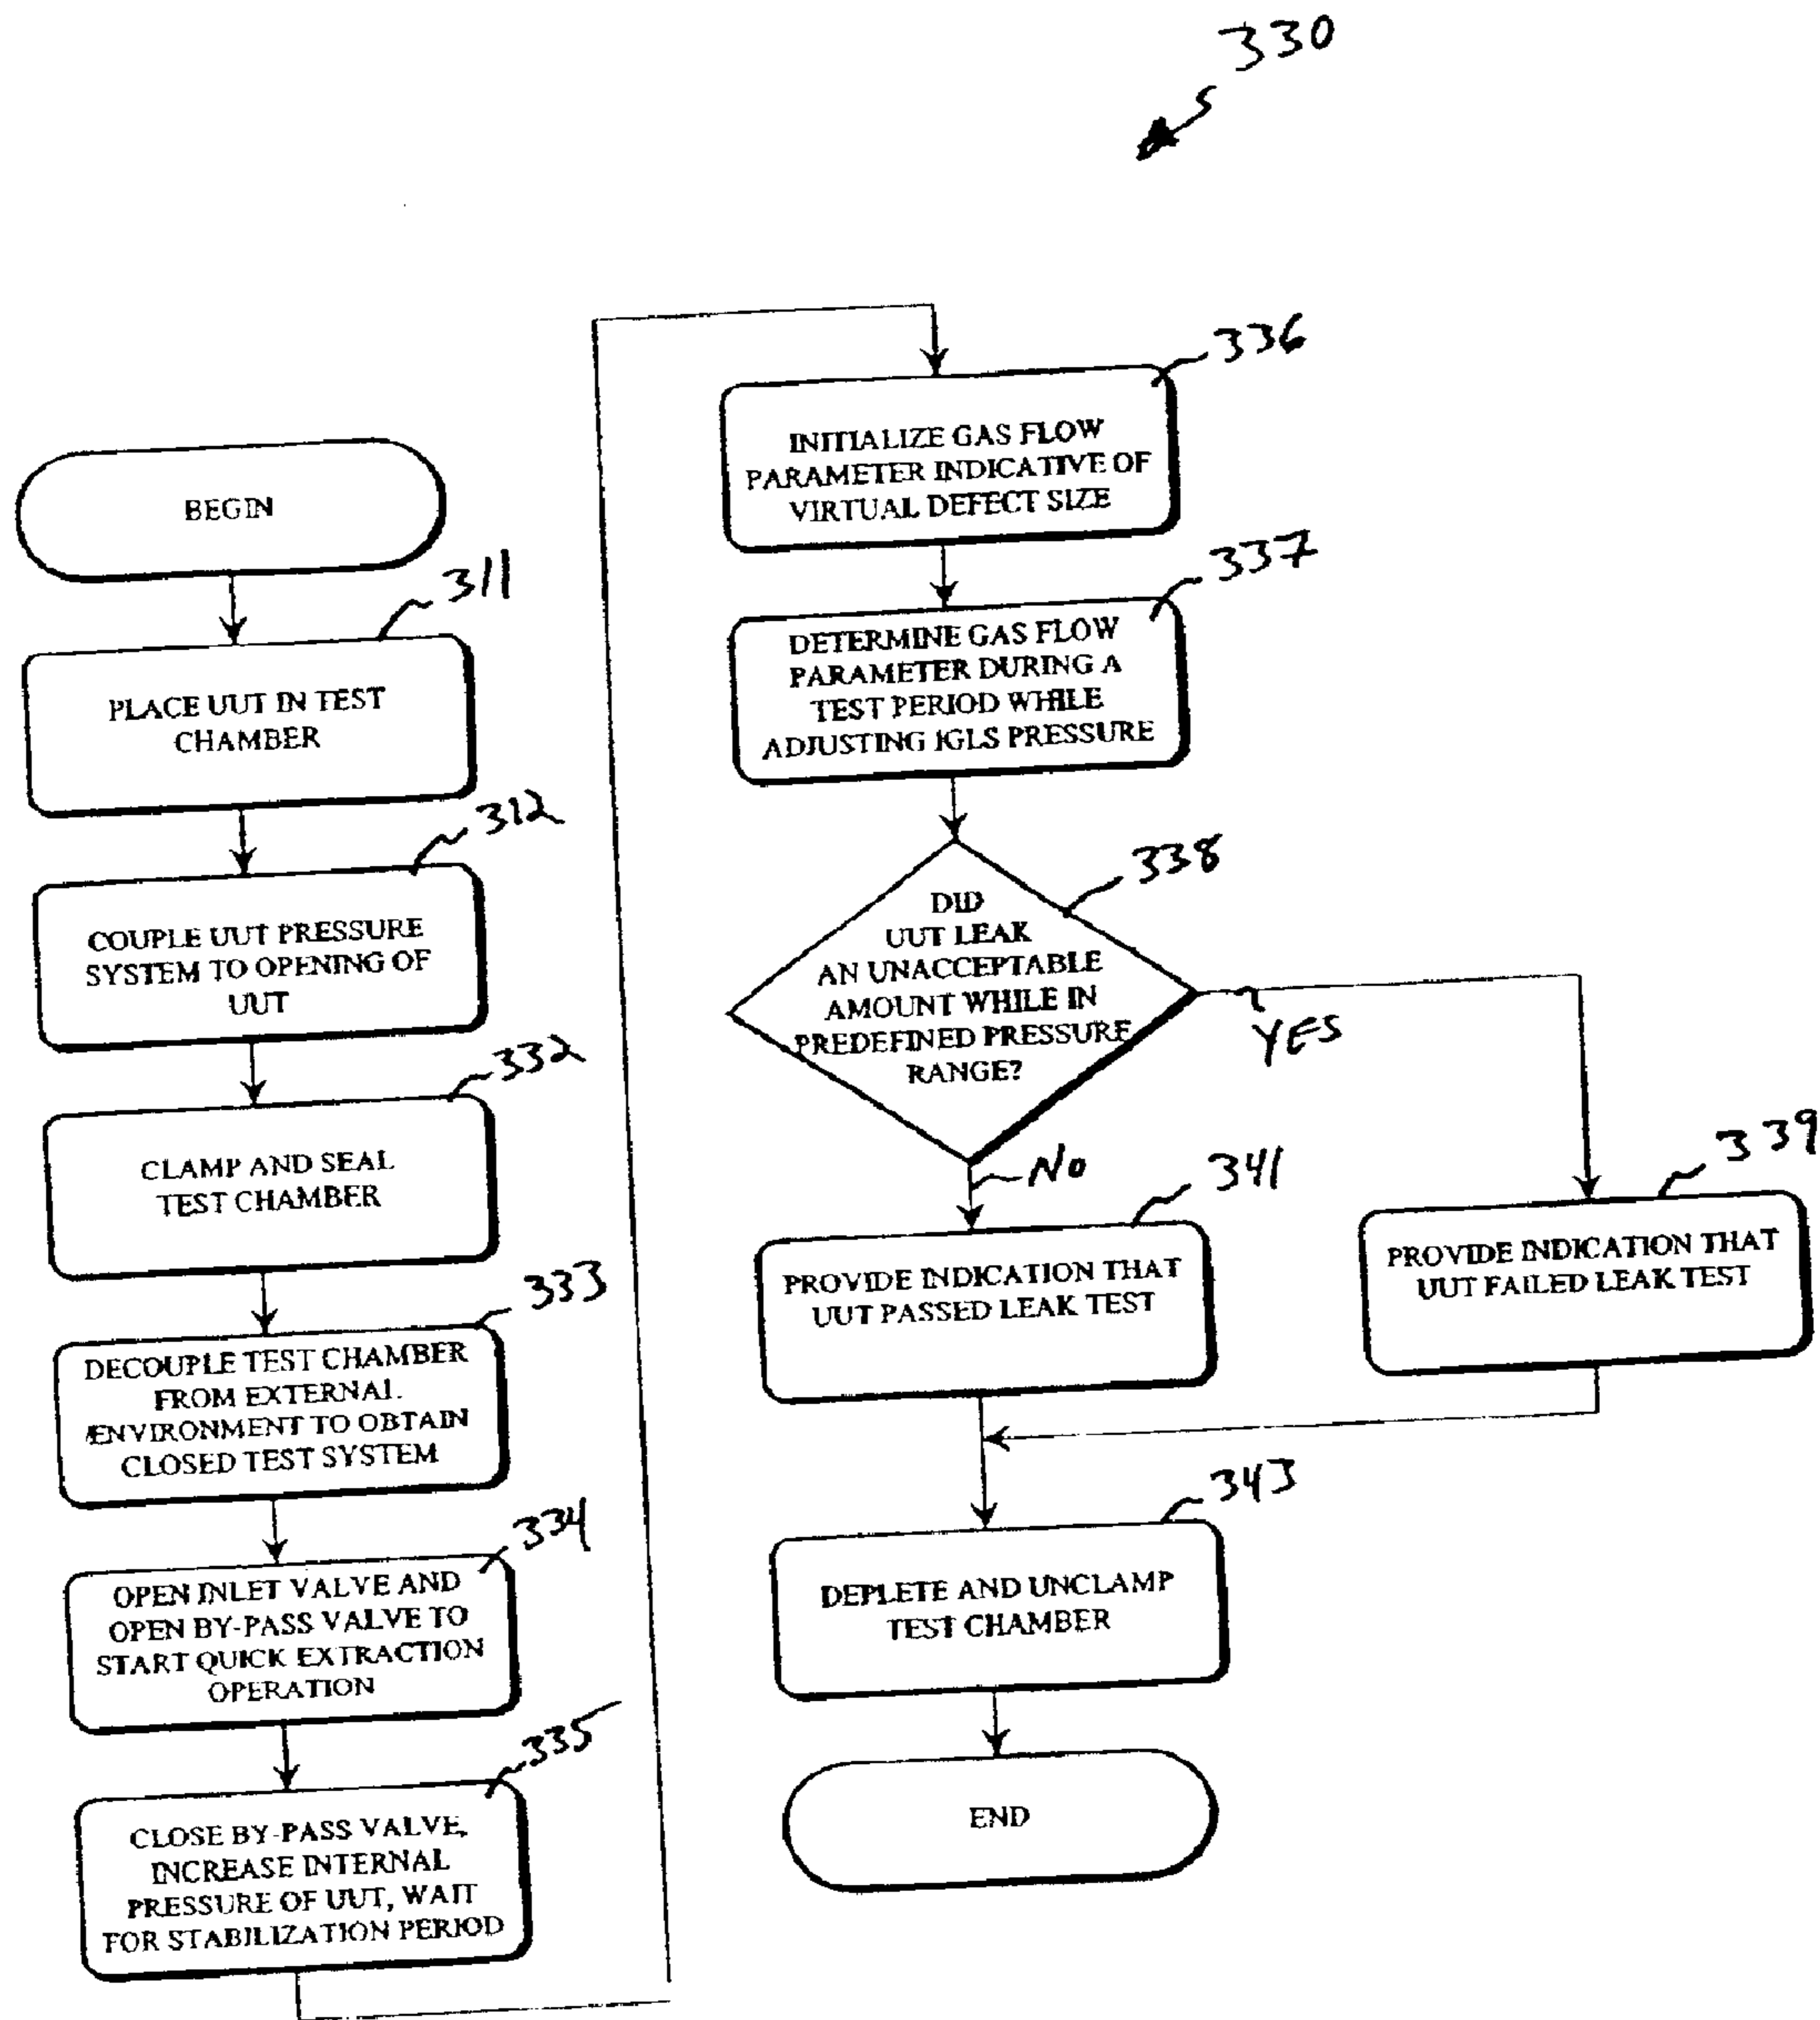 330
BEGIN
311
PLACE UUT IN TEST
CHAMBER
312
COUPLE UUT PRESSURE
SYSTEM TO OPENING OF
UUT
332
CLAMP AND SEAL
TEST CHAMBER
333
DECOUPLE TEST CHAMBER
FROM EXTERNAL
ENVIRONMENT TO OBTAIN
CLOSED TEST SYSTEM
334
OPEN INLET VALVE AND
OPEN BY-PASS VALVE TO
START QUICK EXTRACTION
OPERATION
335
CLOSE BY-PASS VALVE,
INCREASE INTERNAL
PRESSURE OF UUT, WAIT
FOR STABILIZATION PERIOD
336
INITIALIZE GAS FLOW
PARAMETER INDICATIVE OF
VIRTUAL DEFECT SIZE
337
DETERMINE GAS FLOW
PARAMETER DURING A
TEST PERIOD WHILE
ADJUSTING IGLS PRESSURE
338
DID
UUT LEAK
AN UNACCEPTABLE
AMOUNT WHILE IN
PREDEFINED PRESSURE
RANGE?
YES
NO
339
PROVIDE INDICATION THAT
UUT FAILED LEAK TEST
341
PROVIDE INDICATION THAT
UUT PASSED LEAK TEST
343
DEPLETE AND UNCLAMP
TEST CHAMBER
END